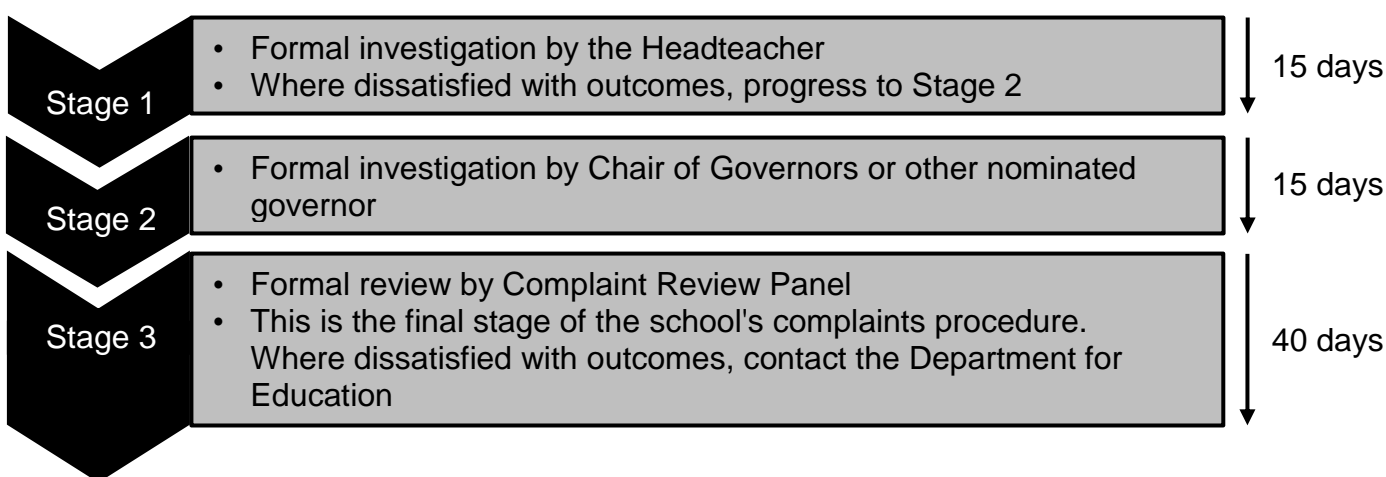 Stage 1
• Formal investigation by the Headteacher
• Where dissatisfied with outcomes, progress to Stage 2
15 days
Stage 2
• Formal investigation by Chair of Governors or other nominated
governor
15 days
Stage 3
• Formal review by Complaint Review Panel
• This is the final stage of the school's complaints procedure.
Where dissatisfied with outcomes, contact the Department for
Education
40 days